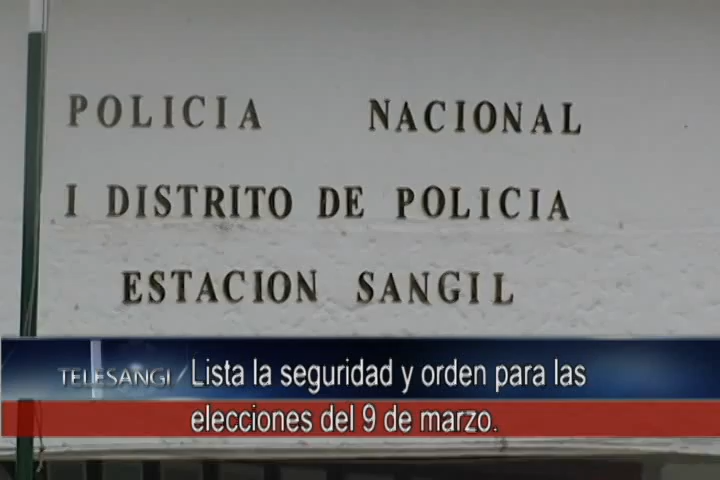 POLICIA NACIONAL
I DISTRITO DE POLICIA
ESTACION SANGIL
TELESANGI Lista la seguridad y orden para las
elecciones del 9 de marzo.